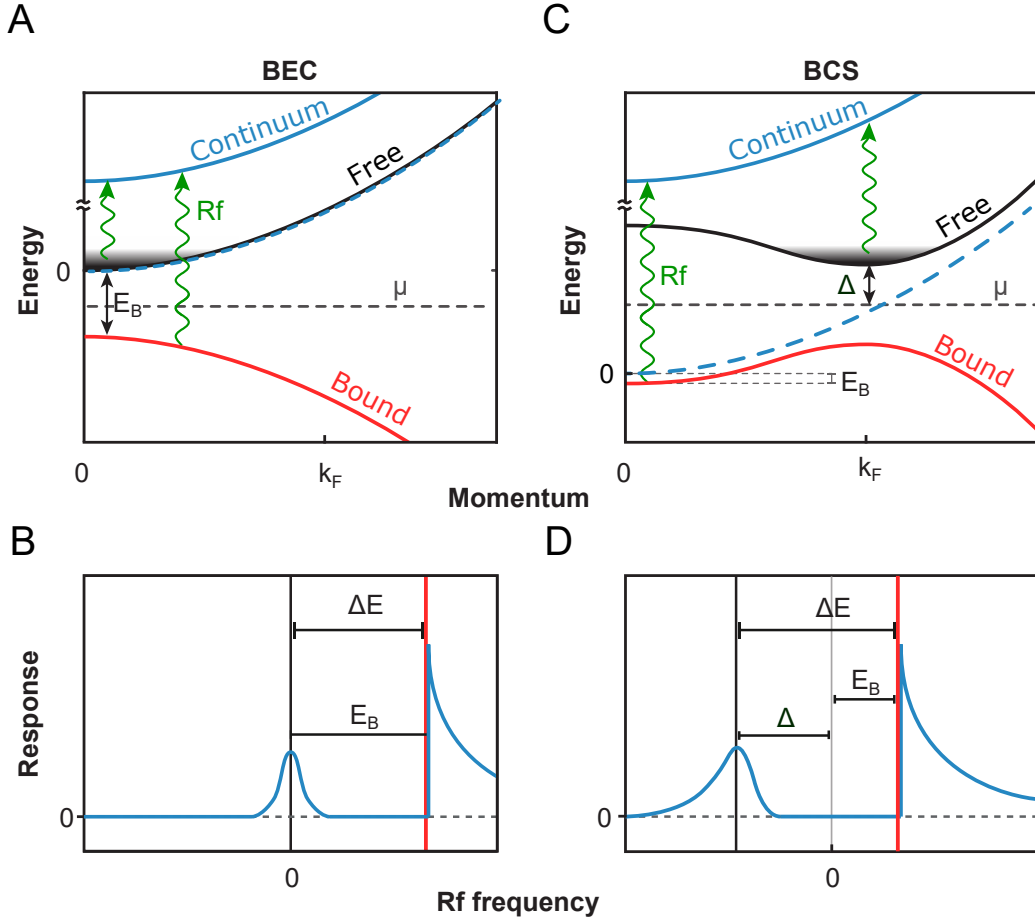 A
BEC
Continuum
Free
Rf
0
E_B
μ
Bound
Energy
0
k_F
C
BCS
Continuum
Free
Rf
Δ
μ
0
E_B
Bound
Energy
0
k_F
Momentum
B
ΔE
E_B
Response
0
0
D
ΔE
E_B
Δ
0
0
Rf frequency